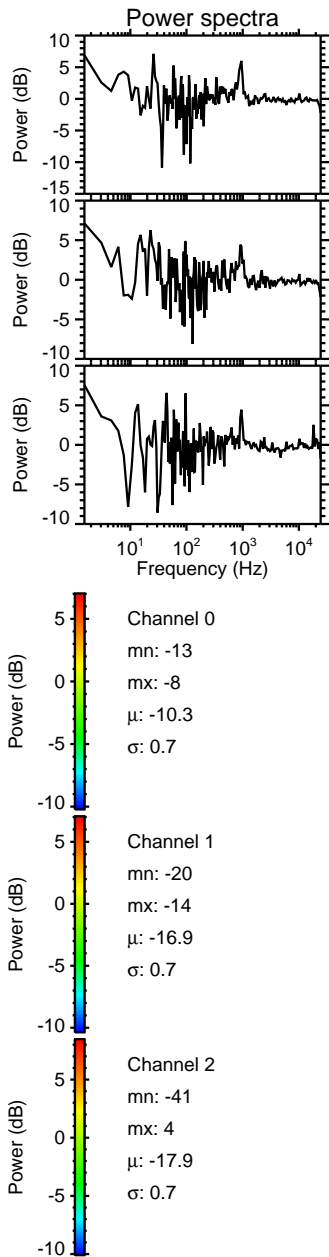 Power spectra
10
5
0
-5
-10
-15
Power (dB)
10
5
0
-5
-10
Power (dB)
10
5
0
-5
-10
Power (dB)
10¹ 10² 10³ 10⁴
Frequency (Hz)
5
0
-5
-10
Power (dB)
Channel 0
mn: -13
mx: -8
μ: -10.3
σ: 0.7
5
0
-5
-10
Power (dB)
Channel 1
mn: -20
mx: -14
μ: -16.9
σ: 0.7
5
0
-5
-10
Power (dB)
Channel 2
mn: -41
mx: 4
μ: -17.9
σ: 0.7